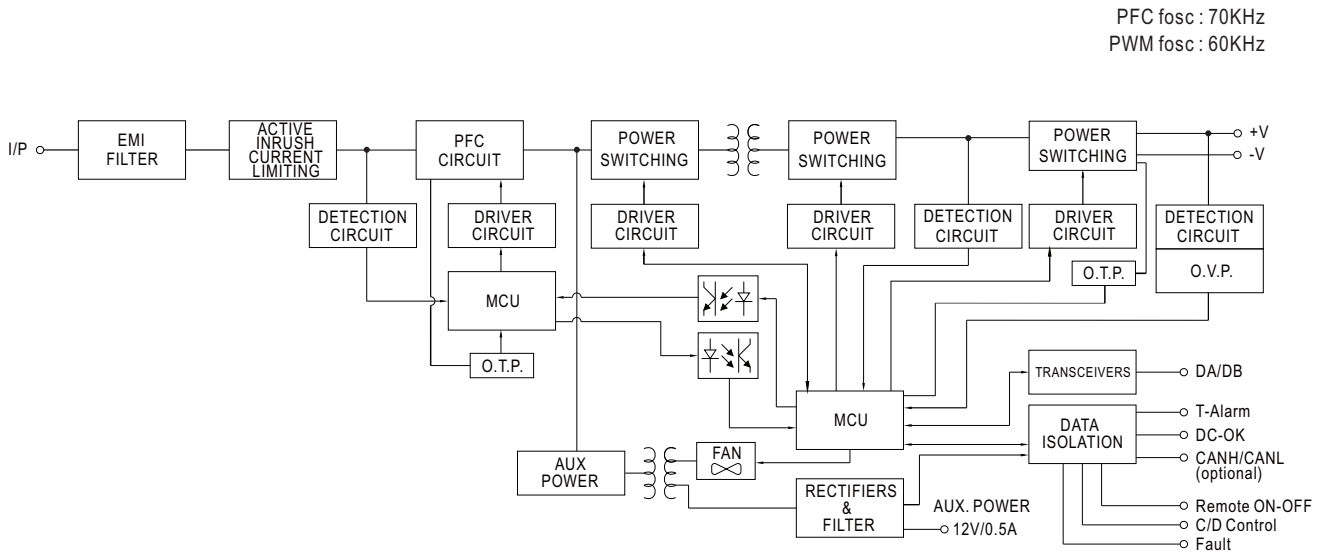 PFC fosc : 70KHz
PWM fosc : 60KHz
I/P
EMI
FILTER
ACTIVE
INRUSH
CURRENT
LIMITING
PFC
CIRCUIT
POWER
SWITCHING
POWER
SWITCHING
POWER
SWITCHING
+V
-V
DETECTION
CIRCUIT
DRIVER
CIRCUIT
DRIVER
CIRCUIT
DRIVER
CIRCUIT
DETECTION
CIRCUIT
DRIVER
CIRCUIT
DETECTION
CIRCUIT
O.V.P.
O.T.P.
MCU
O.T.P.
TRANSCEIVERS
DA/DB
MCU
DATA
ISOLATION
T-Alarm
DC-OK
CANH/CANL
(optional)
FAN
AUX
POWER
RECTIFIERS
&
FILTER
AUX. POWER
12V/0.5A
Remote ON-OFF
C/D Control
Fault